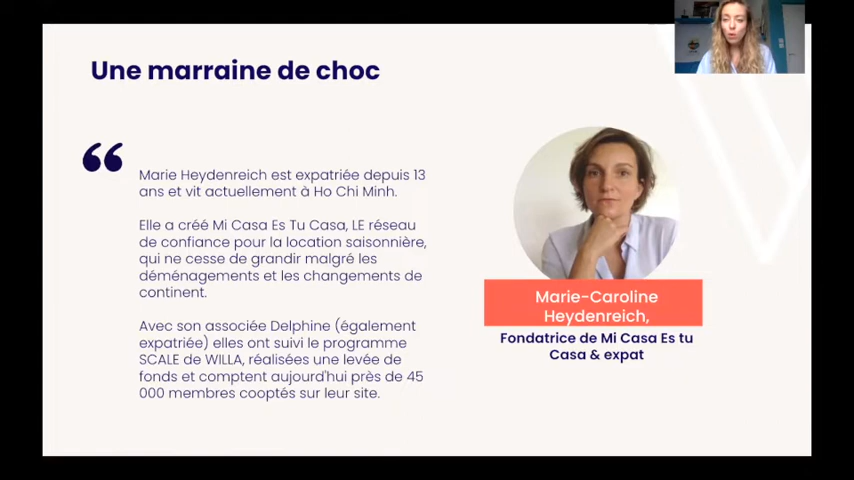 Une marraine de choc
Marie Heydenreich est expatriée depuis 13
ans et vit actuellement à Ho Chi Minh.
Elle a créé Mi Casa Es Tu Casa, LE réseau
de confiance pour la location saisonnière,
qui ne cesse de grandir malgré les
déménagements et les changements de
continent.
Avec son associée Delphine (également
expatriée) elles ont suivi le programme
SCALE de WILLA, réalisées une levée de
fonds et comptent aujourd'hui près de 45
000 membres cooptés sur leur site.
Marie-Caroline
Heydenreich,
Fondatrice de Mi Casa Es tu
Casa & expat